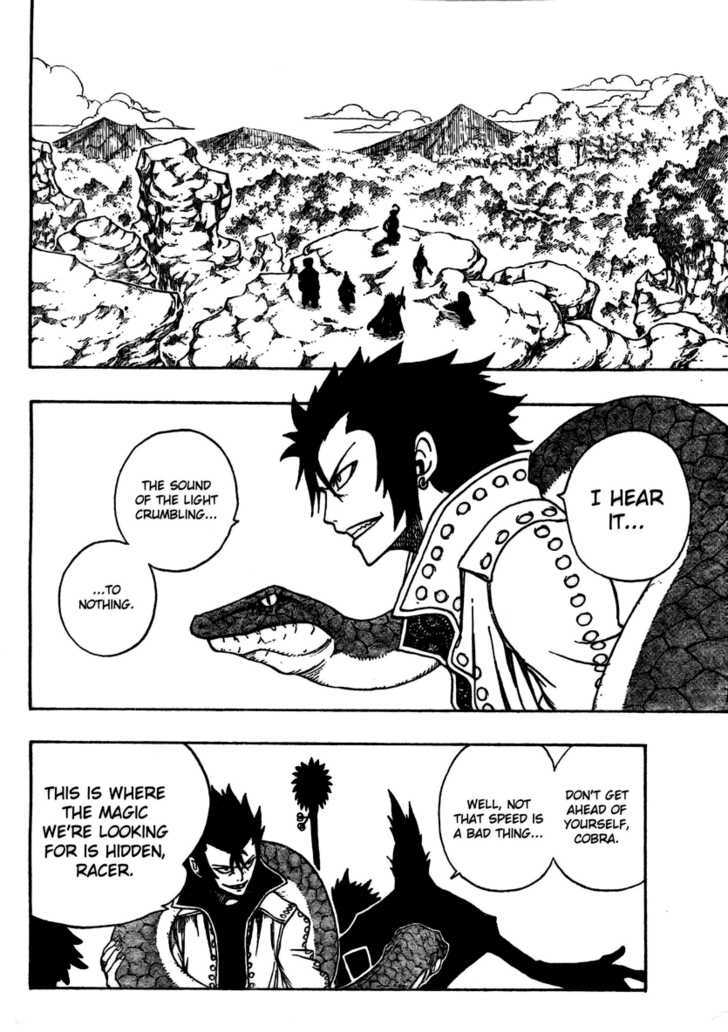 I HEAR
IT...
THE SOUND
OF THE LIGHT
CRUMBLING...
...TO
NOTHING.
DON'T GET
AHEAD OF
YOURSELF,
COBRA.
WELL, NOT
THAT SPEED IS
A BAD THING...
THIS IS WHERE
THE MAGIC
WE'RE LOOKING
FOR IS HIDDEN,
RACER.